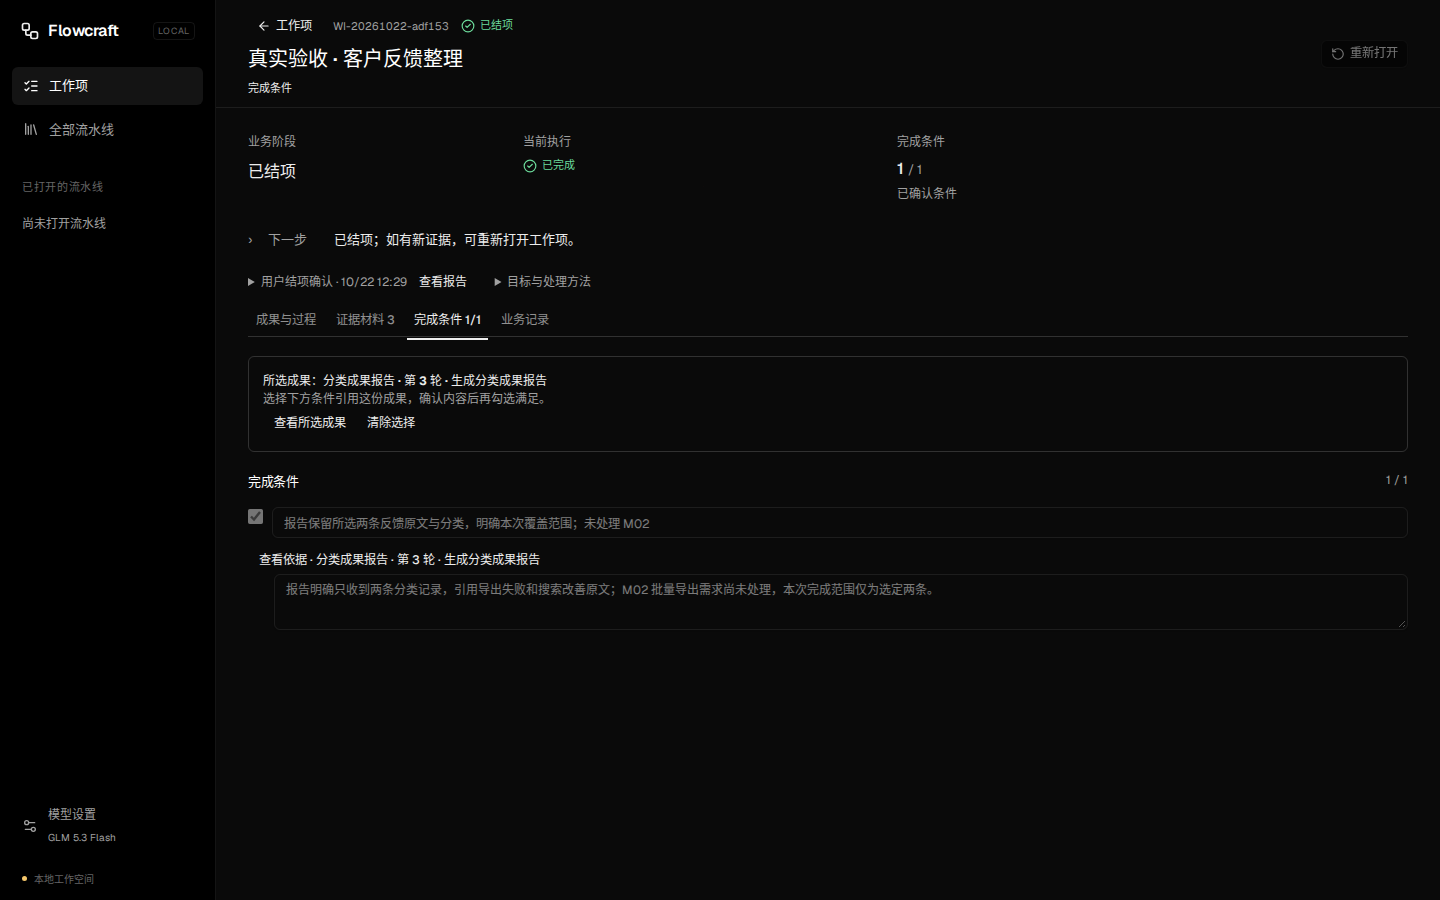 Flowcraft
LOCAL
工作项
全部流水线
已打开的流水线
尚未打开流水线
模型设置
GLM 5.3 Flash
本地工作空间
工作项
WI-20261022-adf153
已结项
真实验收 · 客户反馈整理
完成条件
重新打开
业务阶段
已结项
当前执行
已完成
完成条件
1 / 1
已确认条件
› 下一步 已结项；如有新证据，可重新打开工作项。
用户结项确认 · 10/22 12:29 查看报告 目标与处理方法
成果与过程 证据材料 3 完成条件 1/1 业务记录
所选成果：分类成果报告 · 第 3 轮 · 生成分类成果报告
选择下方条件引用这份成果，确认内容后再勾选满足。
查看所选成果 清除选择
完成条件 1 / 1
报告保留所选两条反馈原文与分类，明确本次覆盖范围；未处理 M02
查看依据 · 分类成果报告 · 第 3 轮 · 生成分类成果报告
报告明确只收到两条分类记录，引用导出失败和搜索改善原文；M02 批量导出需求尚未处理，本次完成范围仅为选定两条。